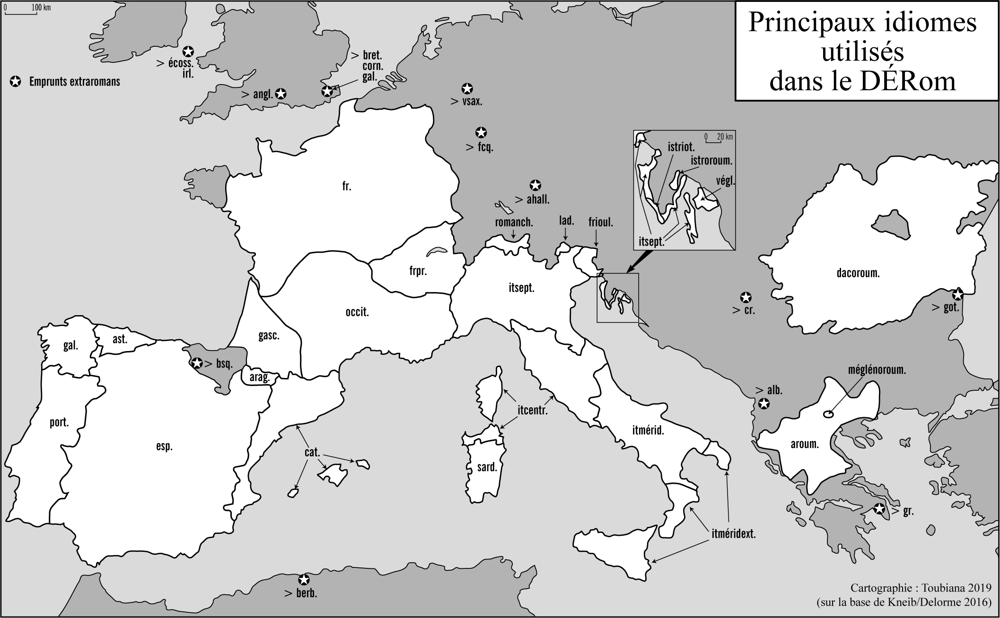 0 100 km
Principaux idiomes
utilisés
dans le DÉRom
> écoss.
irl.
> bret.
corn.
gal.
Emprunts extraromans
> angl.
> vsax.
> fcq.
0 20 km
istriot.
istroroum.
végl.
itsept.
fr.
> ahall.
romanch.
lad.
frioul.
frpr.
itsept.
dacoroum.
occit.
> cr.
> got.
gal.
ast.
gasc.
> bsq.
arag.
méglénoroum.
> alb.
port.
esp.
itcentr.
itmérid.
aroum.
cat.
sard.
> gr.
itméridext.
> berb.
Cartographie : Toubiana 2019
(sur la base de Kneib/Delorme 2016)